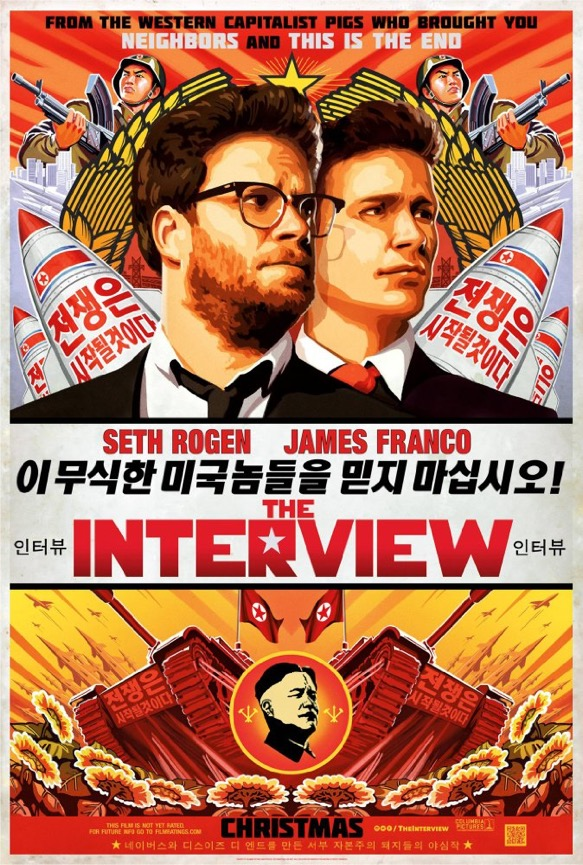 FROM THE WESTERN CAPITALIST PIGS WHO BROUGHT YOU
NEIGHBORS AND THIS IS THE END
전쟁은
시작될것이다
전쟁은
시작될것이다
SETH ROGEN JAMES FRANCO
이 무식한 미국놈들을 믿지 마십시오!
THE
인터뷰 INTERVIEW 인터뷰
전쟁은
시작될것이다
전쟁은
시작될것이다
CHRISTMAS
THIS FILM IS NOT YET RATED.
FOR FUTURE INFO GO TO FILMRATINGS.COM
/THEINTERVIEW
COLUMBIA
PICTURES
★ 네이버스와 디스이즈 디 엔드를 만든 서부 자본주의 돼지들의 야심작 ★